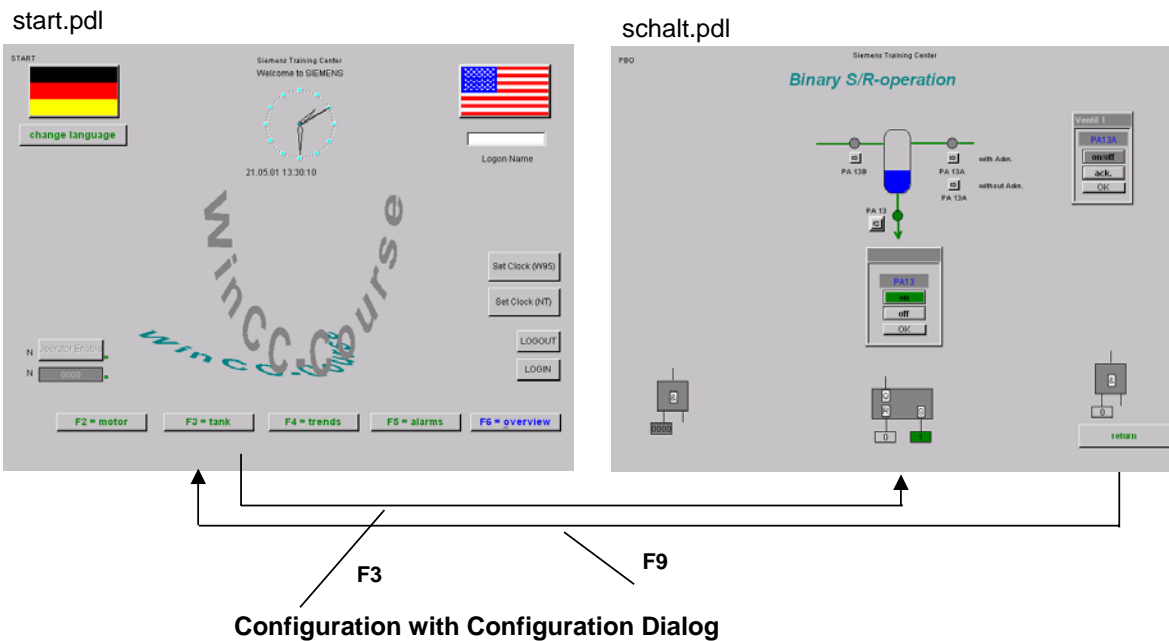 start.pdl
START
Siemens Training Center
Welcome to SIEMENS
change language
Logon Name
21.05.01 13:30:10
WinCC-Course
Set Clock (W95)
Set Clock (NT)
LOGOUT
LOGIN
N Operator Enable
N 0000
F2 = motor
F3 = tank
F4 = trends
F5 = alarms
F6 = overview
schalt.pdl
PBO
Siemens Training Center
Binary S/R-operation
Ventil 1
PA13A
on/off
ack.
OK
PA 13B
PA 13A
with Adm.
without Adm.
PA 13A
PA 13
PA13
on
off
OK
&
0000
R
S
0
1
&
0
return
F3
F9
Configuration with Configuration Dialog